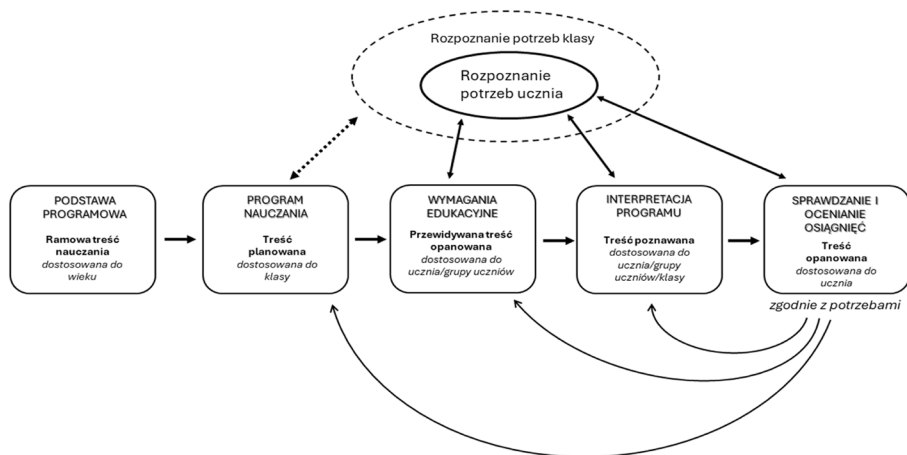 Rozpoznanie potrzeb klasy
Rozpoznanie
potrzeb ucznia
PODSTAWA
PROGRAMOWA
Ramowa treść
nauczania
dostosowana do
wieku
PROGRAM
NAUCZANIA
Treść
planowana
dostosowana do
klasy
WYMAGANIA
EDUKACYJNE
Przewidywana treść
opanowana
dostosowano do
ucznia/grupy uczniów
INTERPRETACJA
PROGRAMU
Treść poznawana
dostosowana do
ucznia/grupy
uczniów/klasy
SPRAWDZANIE I
OCENIANIE
OSIĄGNIĘĆ
Treść
opanowana
dostosowana do
ucznia
zgodnie z potrzebami